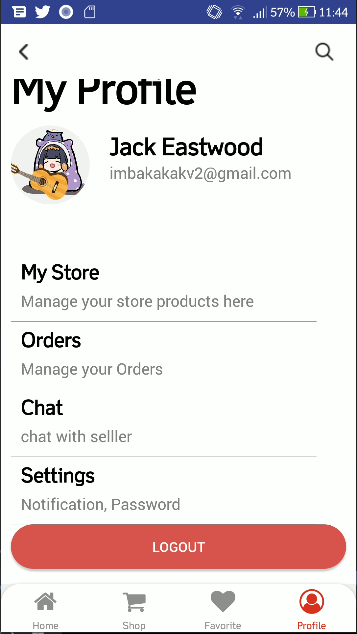 57% 11:44
My Profile
Jack Eastwood
imbakakakv2@gmail.com
My Store
Manage your store products here
Orders
Manage your Orders
Chat
chat with selller
Settings
Notification, Password
LOGOUT
Home Shop Favorite Profile